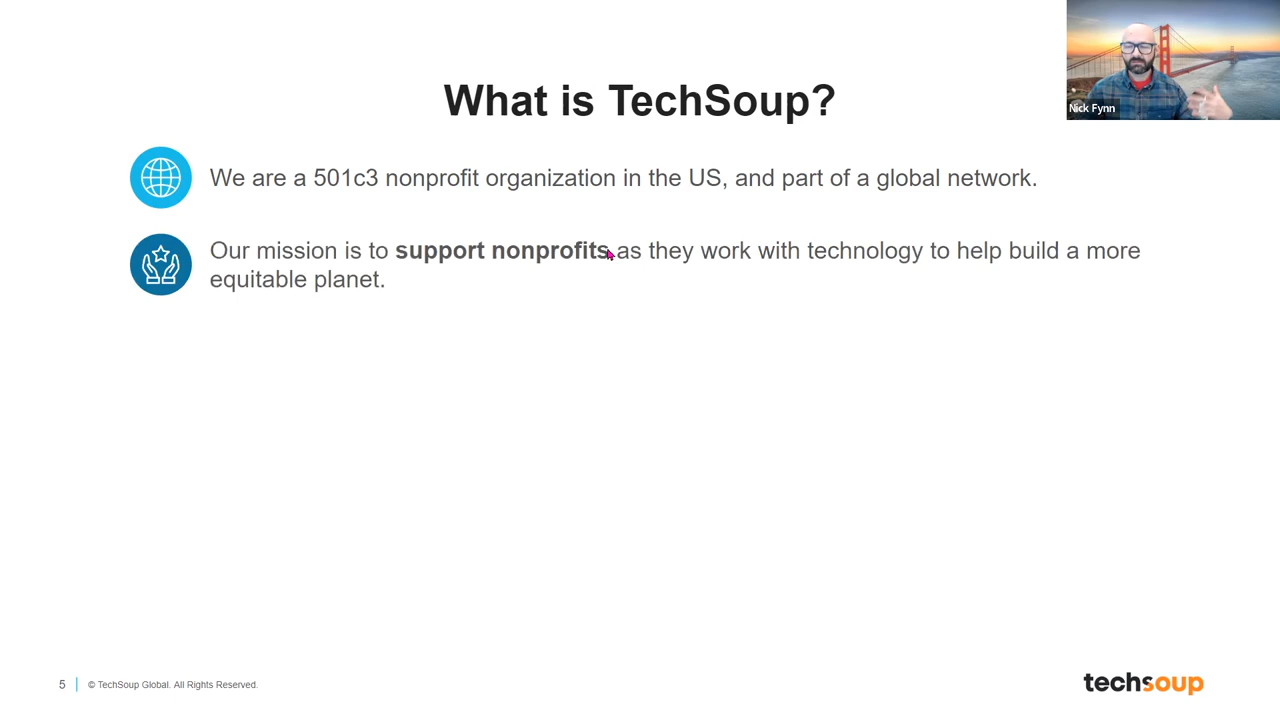 Nick Fynn
What is TechSoup?
We are a 501c3 nonprofit organization in the US, and part of a global network.
Our mission is to support nonprofits as they work with technology to help build a more
equitable planet.
5
© TechSoup Global. All Rights Reserved.
techsoup